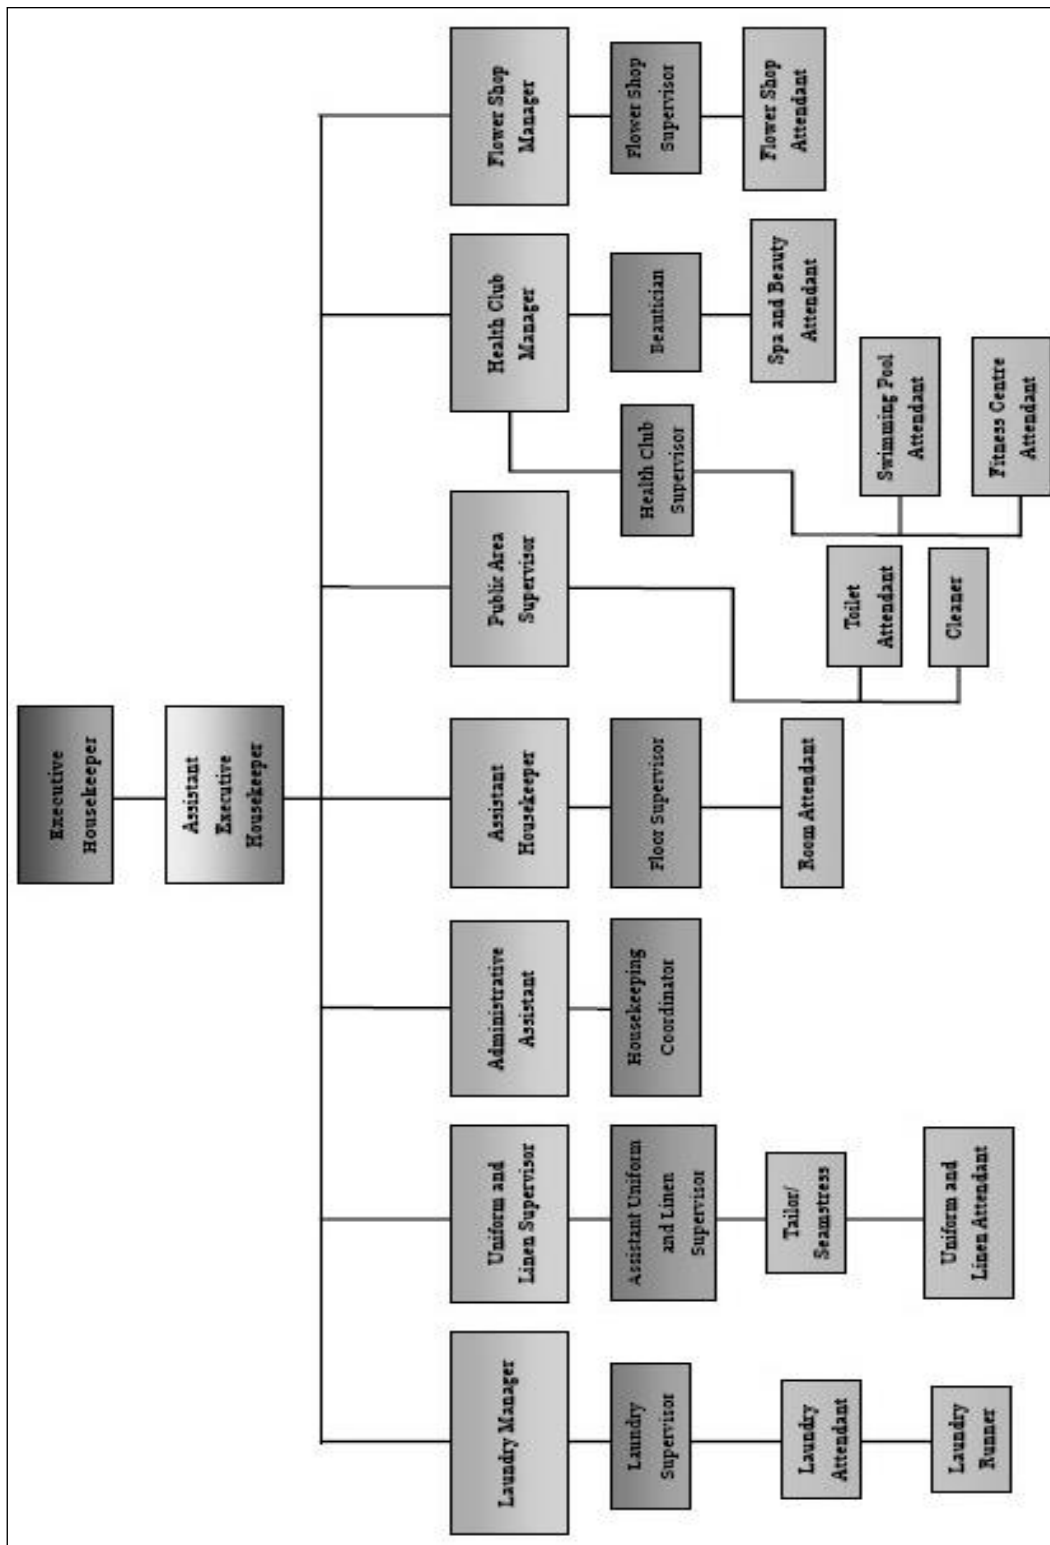 Executive
Housekeeper
Assistant
Executive
Housekeeper
Laundry Manager
Uniform and
Linen Supervisor
Administrative
Assistant
Assistant
Housekeeper
Public Area
Supervisor
Health Club
Manager
Flower Shop
Manager
Laundry
Supervisor
Assistant Uniform
and Linen
Supervisor
Housekeeping
Coordinator
Floor Supervisor
Health Club
Supervisor
Beautician
Flower Shop
Supervisor
Laundry
Attendant
Tailor/
Seamstress
Room Attendant
Toilet
Attendant
Swimming Pool
Attendant
Spa and Beauty
Attendant
Flower Shop
Attendant
Laundry
Runner
Uniform and
Linen Attendant
Cleaner
Fitness Centre
Attendant